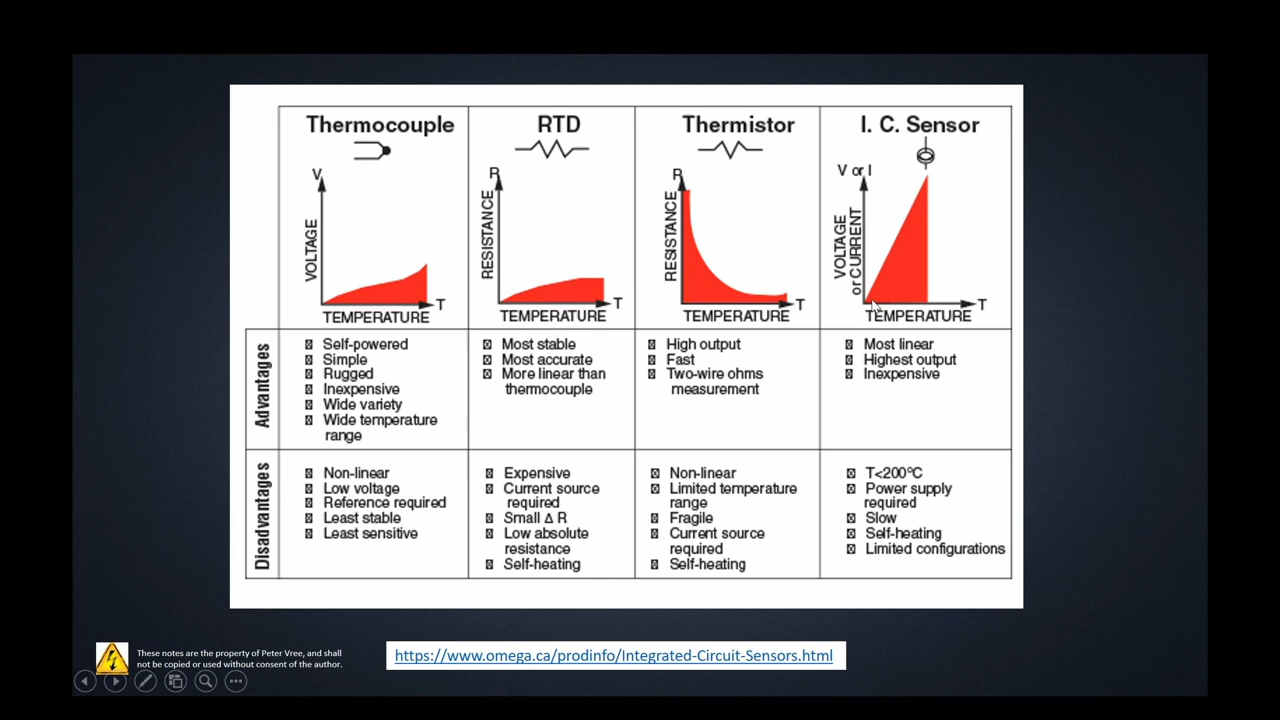 Thermocouple
V
VOLTAGE
T
TEMPERATURE
RTD
R
RESISTANCE
T
TEMPERATURE
Thermistor
R
RESISTANCE
T
TEMPERATURE
I. C. Sensor
V or I
VOLTAGE
or CURRENT
T
TEMPERATURE
Advantages
Self-powered
Simple
Rugged
Inexpensive
Wide variety
Wide temperature
range
Most stable
Most accurate
More linear than
thermocouple
High output
Fast
Two-wire ohms
measurement
Most linear
Highest output
Inexpensive
Disadvantages
Non-linear
Low voltage
Reference required
Least stable
Least sensitive
Expensive
Current source
required
Small Δ R
Low absolute
resistance
Self-heating
Non-linear
Limited temperature
range
Fragile
Current source
required
Self-heating
T<200°C
Power supply
required
Slow
Self-heating
Limited configurations
These notes are the property of Peter Vree, and shall
not be copied or used without consent of the author.
https://www.omega.ca/prodinfo/Integrated-Circuit-Sensors.html